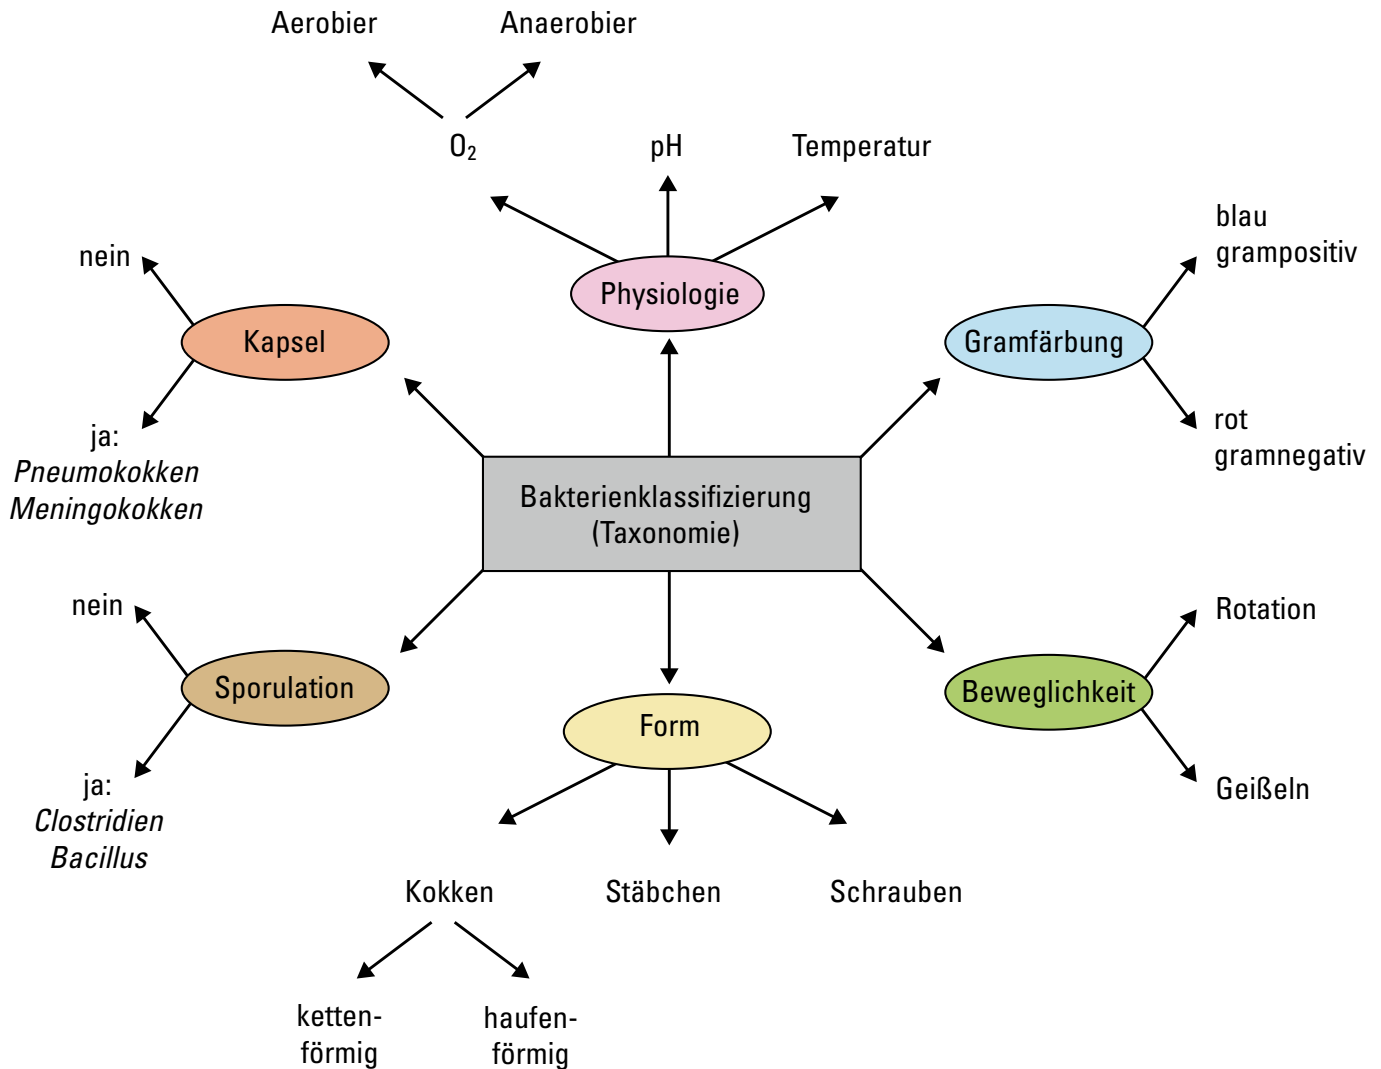 Aerobier
Anaerobier
O₂
pH
Temperatur
Physiologie
nein
Kapsel
ja:
Pneumokokken
Meningokokken
blau
grampositiv
Gramfärbung
rot
gramnegativ
Bakterienklassifizierung
(Taxonomie)
nein
Sporulation
ja:
Clostridien
Bacillus
Form
Rotation
Beweglichkeit
Geißeln
Kokken
Stäbchen
Schrauben
ketten-
förmig
haufen-
förmig